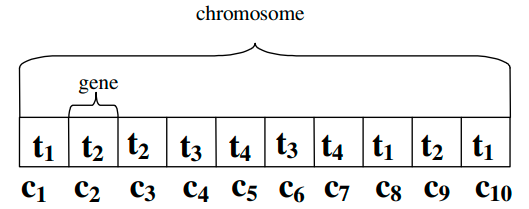 chromosome
gene
t₁ t₂ t₂ t₃ t₄ t₃ t₄ t₁ t₂ t₁
c₁ c₂ c₃ c₄ c₅ c₆ c₇ c₈ c₉ c₁₀